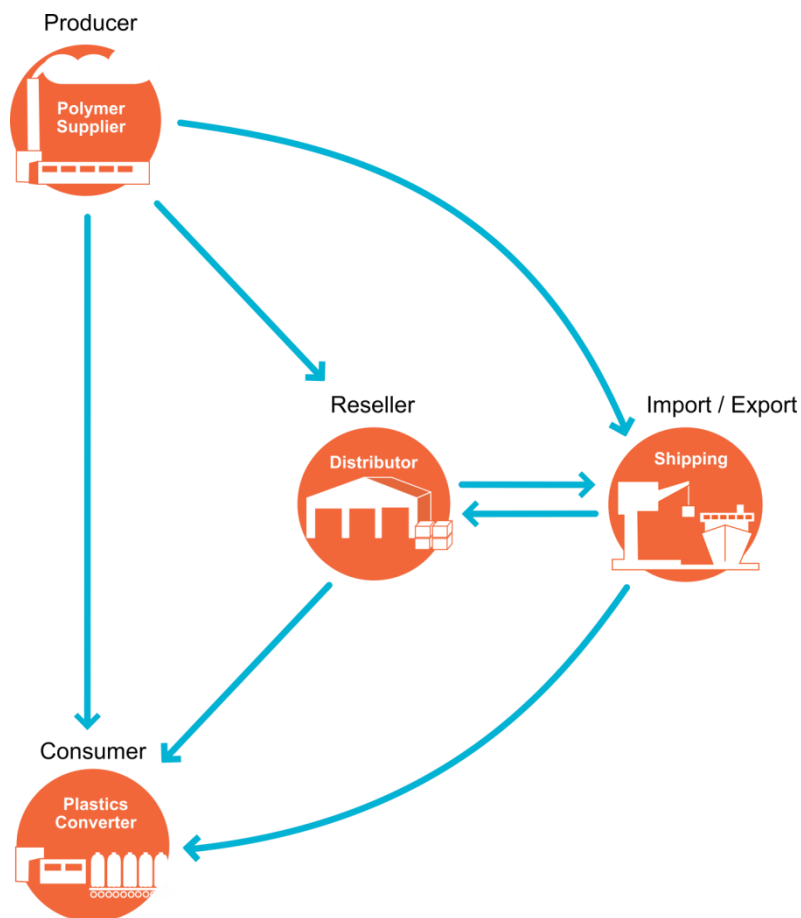 Producer
Polymer
Supplier
Reseller
Import / Export
Distributor
Shipping
Consumer
Plastics
Converter